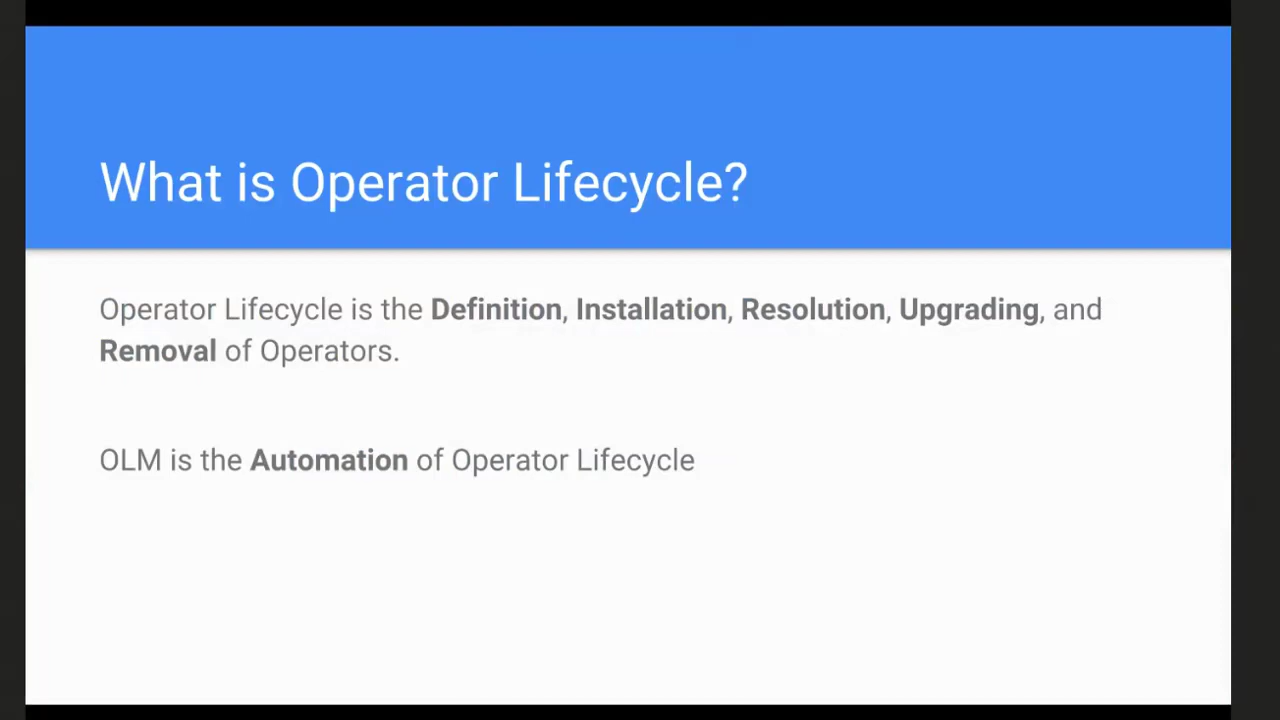 What is Operator Lifecycle?
Operator Lifecycle is the Definition, Installation, Resolution, Upgrading, and
Removal of Operators.
OLM is the Automation of Operator Lifecycle